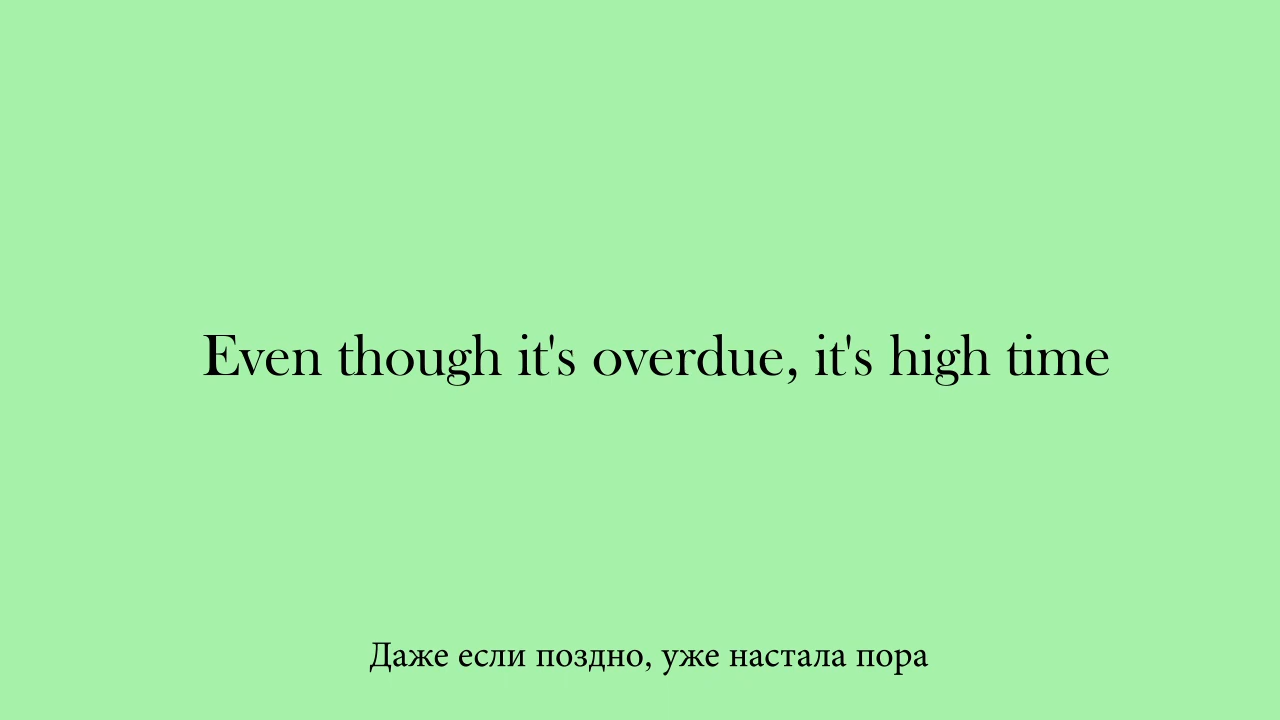 Even though it's overdue, it's high time
Даже если поздно, уже настала пора